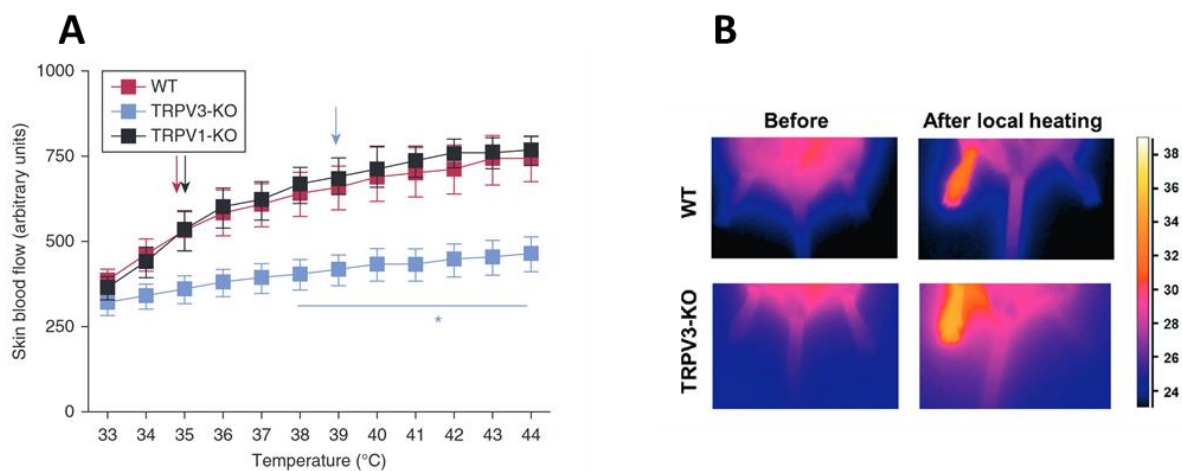 A
1000
750
500
250
0
Skin blood flow (arbitrary units)
WT
TRPV3-KO
TRPV1-KO
*
33 34 35 36 37 38 39 40 41 42 43 44
Temperature (°C)
B
Before
After local heating
WT
TRPV3-KO
38
36
34
32
30
28
26
24